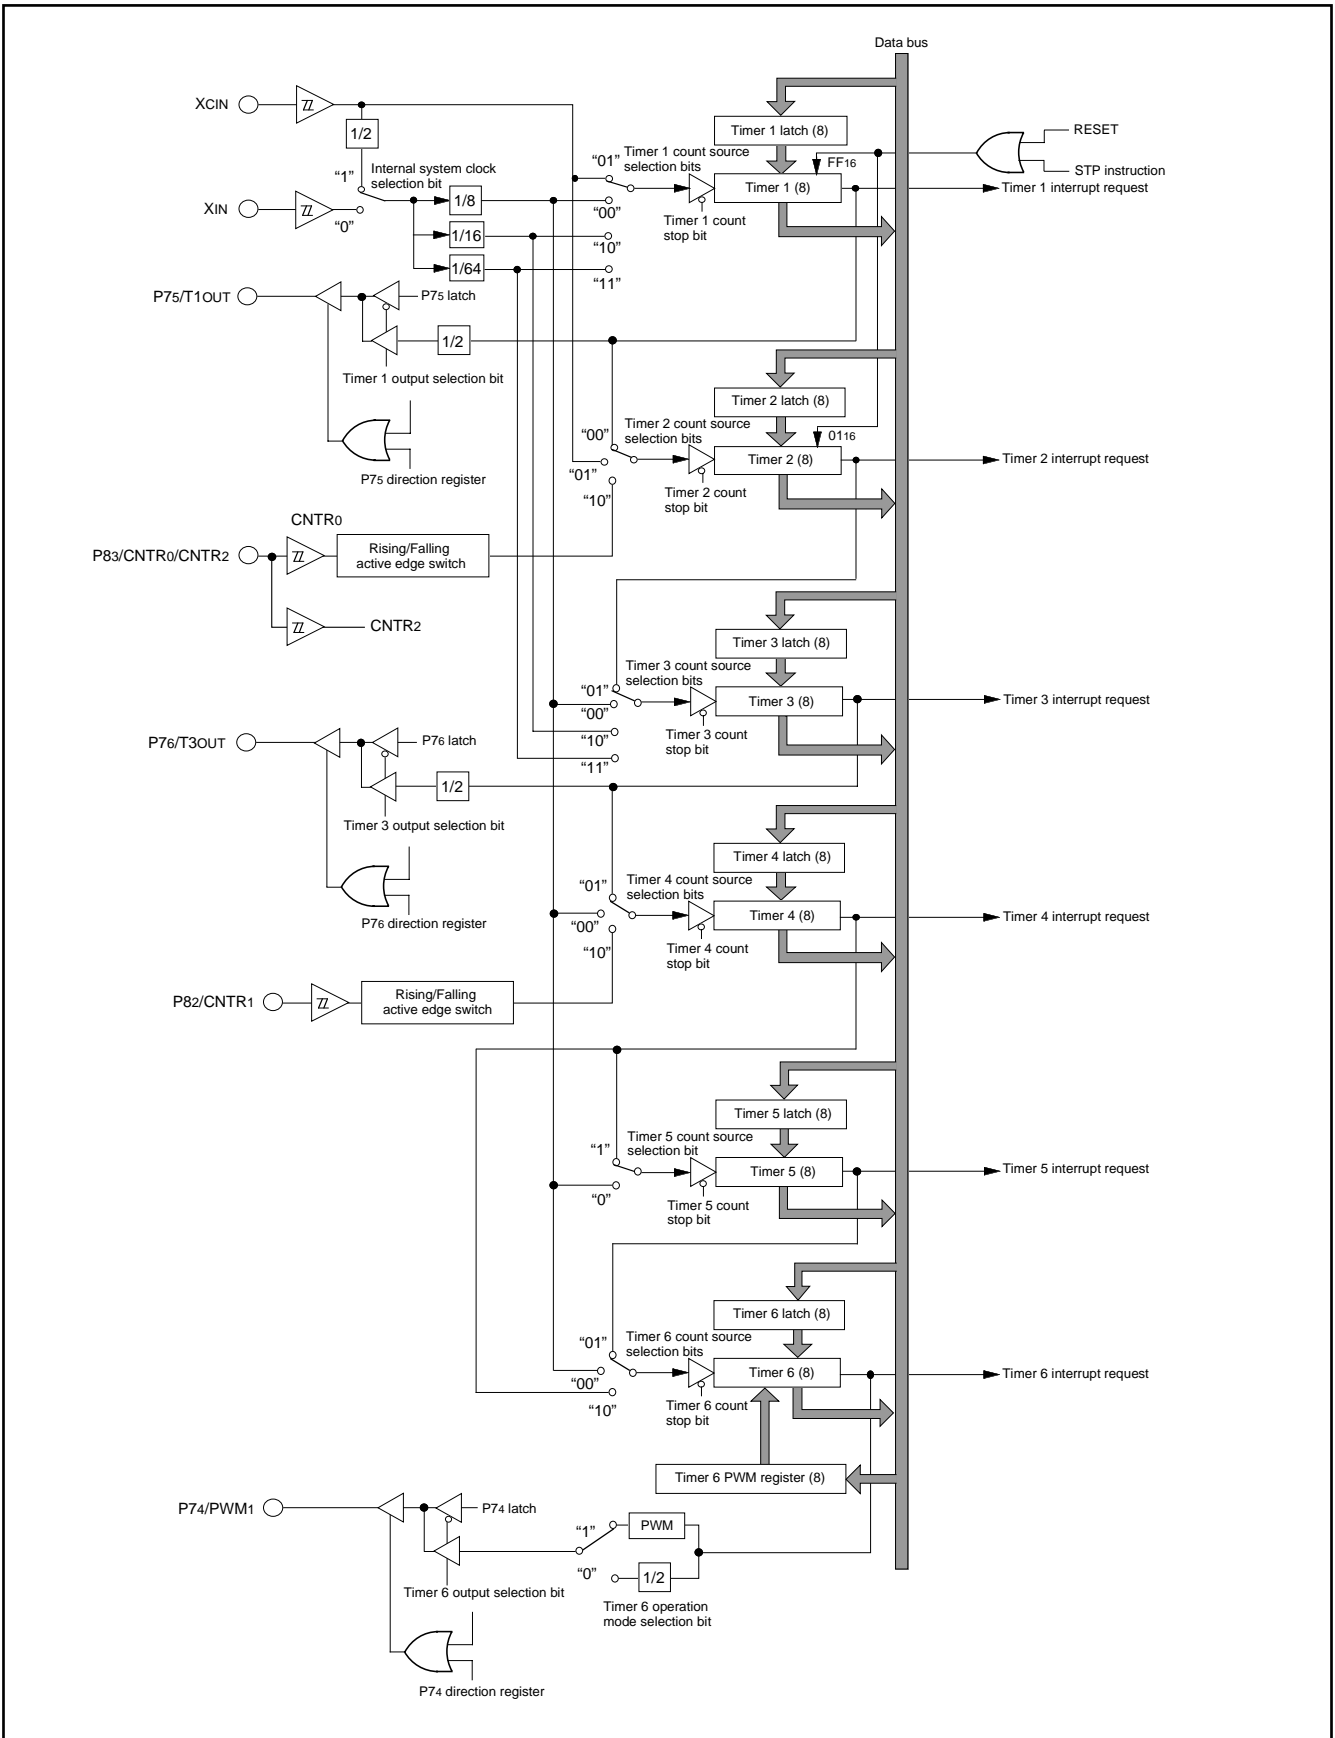 Data bus
XCIN
1/2
Timer 1 latch (8)
RESET
STP instruction
Internal system clock
selection bit
"1"
XIN
"0"
1/8
1/16
1/64
"01"
"00"
"10"
"11"
Timer 1 count source
selection bits
FF16
Timer 1 (8)
Timer 1 count
stop bit
Timer 1 interrupt request
P75/T1OUT
P75 latch
1/2
Timer 1 output selection bit
P75 direction register
Timer 2 latch (8)
"00"
"01"
"10"
Timer 2 count source
selection bits
0116
Timer 2 (8)
Timer 2 count
stop bit
Timer 2 interrupt request
CNTR0
P83/CNTR0/CNTR2
Rising/Falling
active edge switch
CNTR2
Timer 3 latch (8)
"01"
"00"
"10"
"11"
Timer 3 count source
selection bits
Timer 3 (8)
Timer 3 count
stop bit
Timer 3 interrupt request
P76/T3OUT
P76 latch
1/2
Timer 3 output selection bit
P76 direction register
Timer 4 latch (8)
"01"
"00"
"10"
Timer 4 count source
selection bits
Timer 4 (8)
Timer 4 count
stop bit
Timer 4 interrupt request
P82/CNTR1
Rising/Falling
active edge switch
Timer 5 latch (8)
"1"
"0"
Timer 5 count source
selection bit
Timer 5 (8)
Timer 5 count
stop bit
Timer 5 interrupt request
Timer 6 latch (8)
"01"
"00"
"10"
Timer 6 count source
selection bits
Timer 6 (8)
Timer 6 count
stop bit
Timer 6 interrupt request
Timer 6 PWM register (8)
P74/PWM1
P74 latch
"1"
PWM
"0"
1/2
Timer 6 output selection bit
Timer 6 operation
mode selection bit
P74 direction register